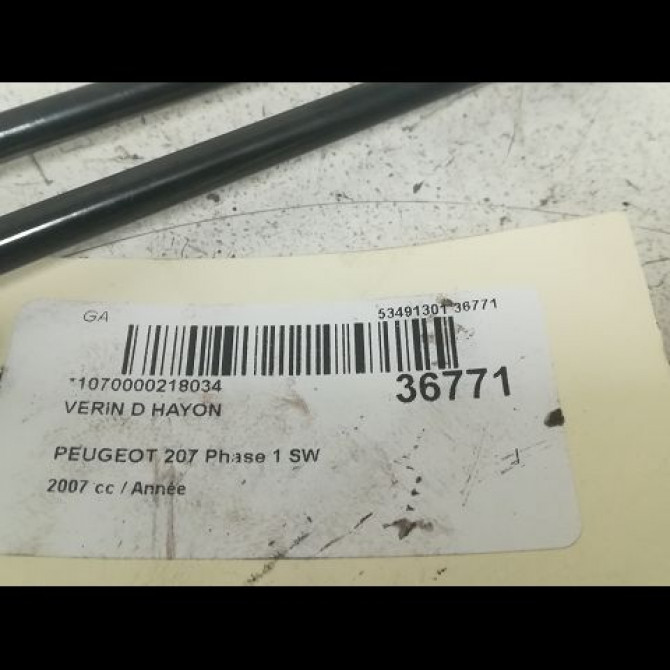 GA
53491301 36771
*1070000218034
36771
VERIN D HAYON
PEUGEOT 207 Phase 1 SW
2007 cc / Année